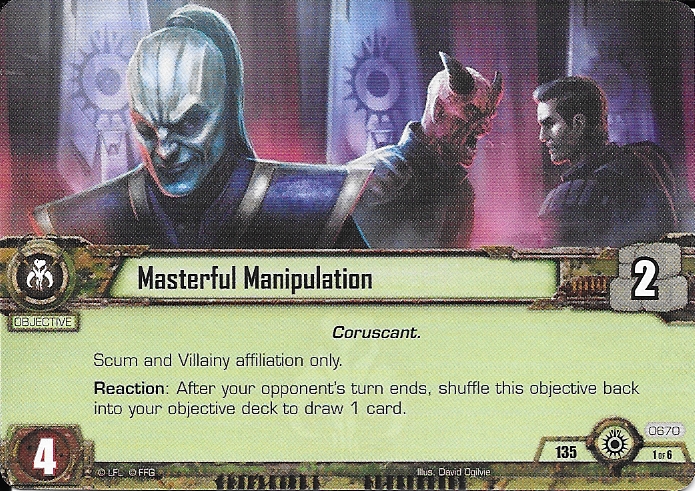 Masterful Manipulation
2
OBJECTIVE
Coruscant.
Scum and Villainy affiliation only.
Reaction: After your opponent's turn ends, shuffle this objective back
into your objective deck to draw 1 card.
4
© LFL © FFG
Illus. David Ogilvie
135
0670
1 OF 6